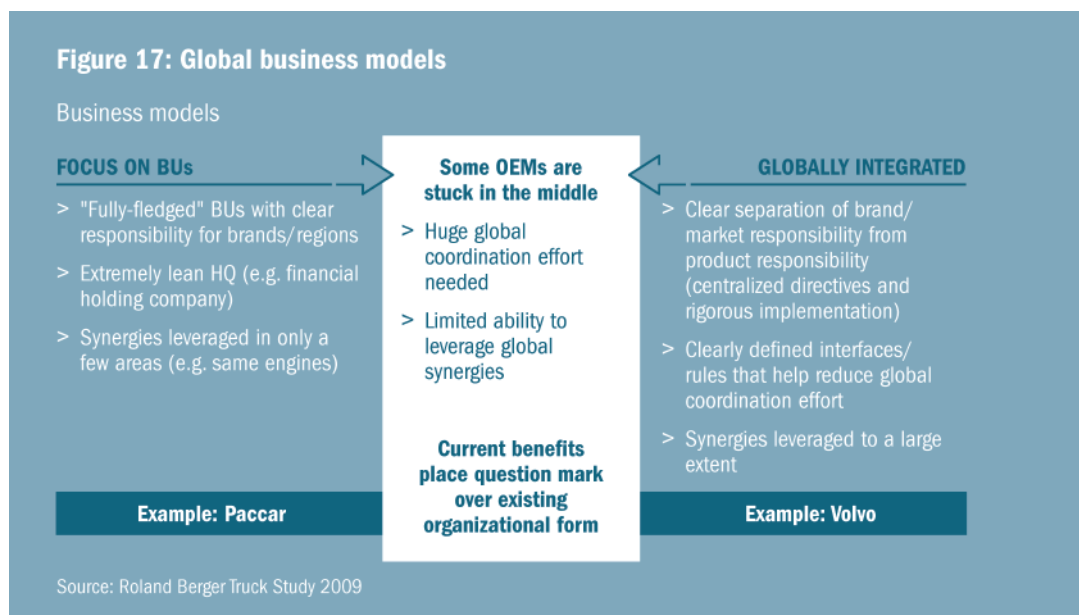 Figure 17: Global business models
Business models
FOCUS ON BUs
> "Fully-fledged" BUs with clear
responsibility for brands/regions
> Extremely lean HQ (e.g. financial
holding company)
> Synergies leveraged in only a
few areas (e.g. same engines)
Example: Paccar
Some OEMs are
stuck in the middle
> Huge global
coordination effort
needed
> Limited ability to
leverage global
synergies
Current benefits
place question mark
over existing
organizational form
GLOBALLY INTEGRATED
> Clear separation of brand/
market responsibility from
product responsibility
(centralized directives and
rigorous implementation)
> Clearly defined interfaces/
rules that help reduce global
coordination effort
> Synergies leveraged to a large
extent
Example: Volvo
Source: Roland Berger Truck Study 2009